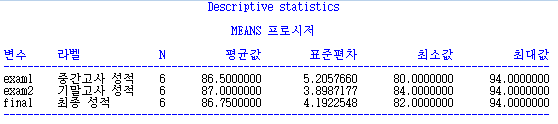 Descriptive statistics
MEANS 프로시저
변수 라벨 N 평균값 표준편차 최소값 최대값
exam1 중간고사 성적 6 86.5000000 5.2057660 80.0000000 94.0000000
exam2 기말고사 성적 6 87.0000000 3.8987177 84.0000000 94.0000000
final 최종 성적 6 86.7500000 4.1922548 82.0000000 94.0000000